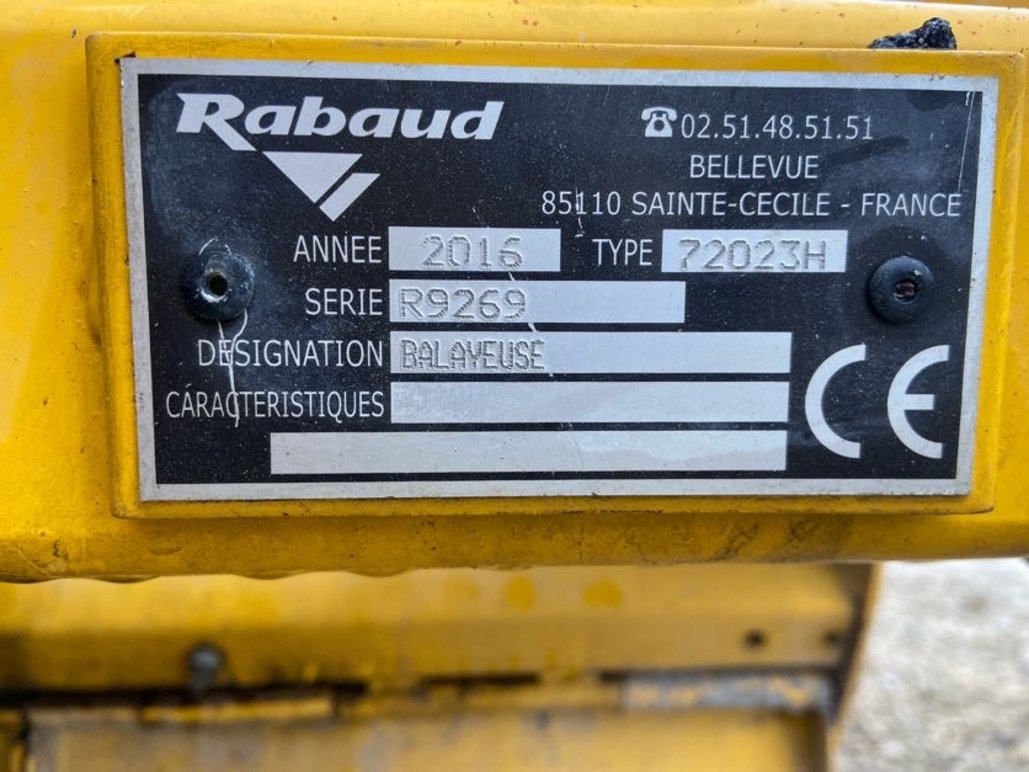 Rabaud
☎02.51.48.51.51
BELLEVUE
85110 SAINTE-CECILE - FRANCE
ANNEE 2016 TYPE 72023H
SERIE R9269
DESIGNATION BALAYEUSE
CARACTERISTIQUES
CE